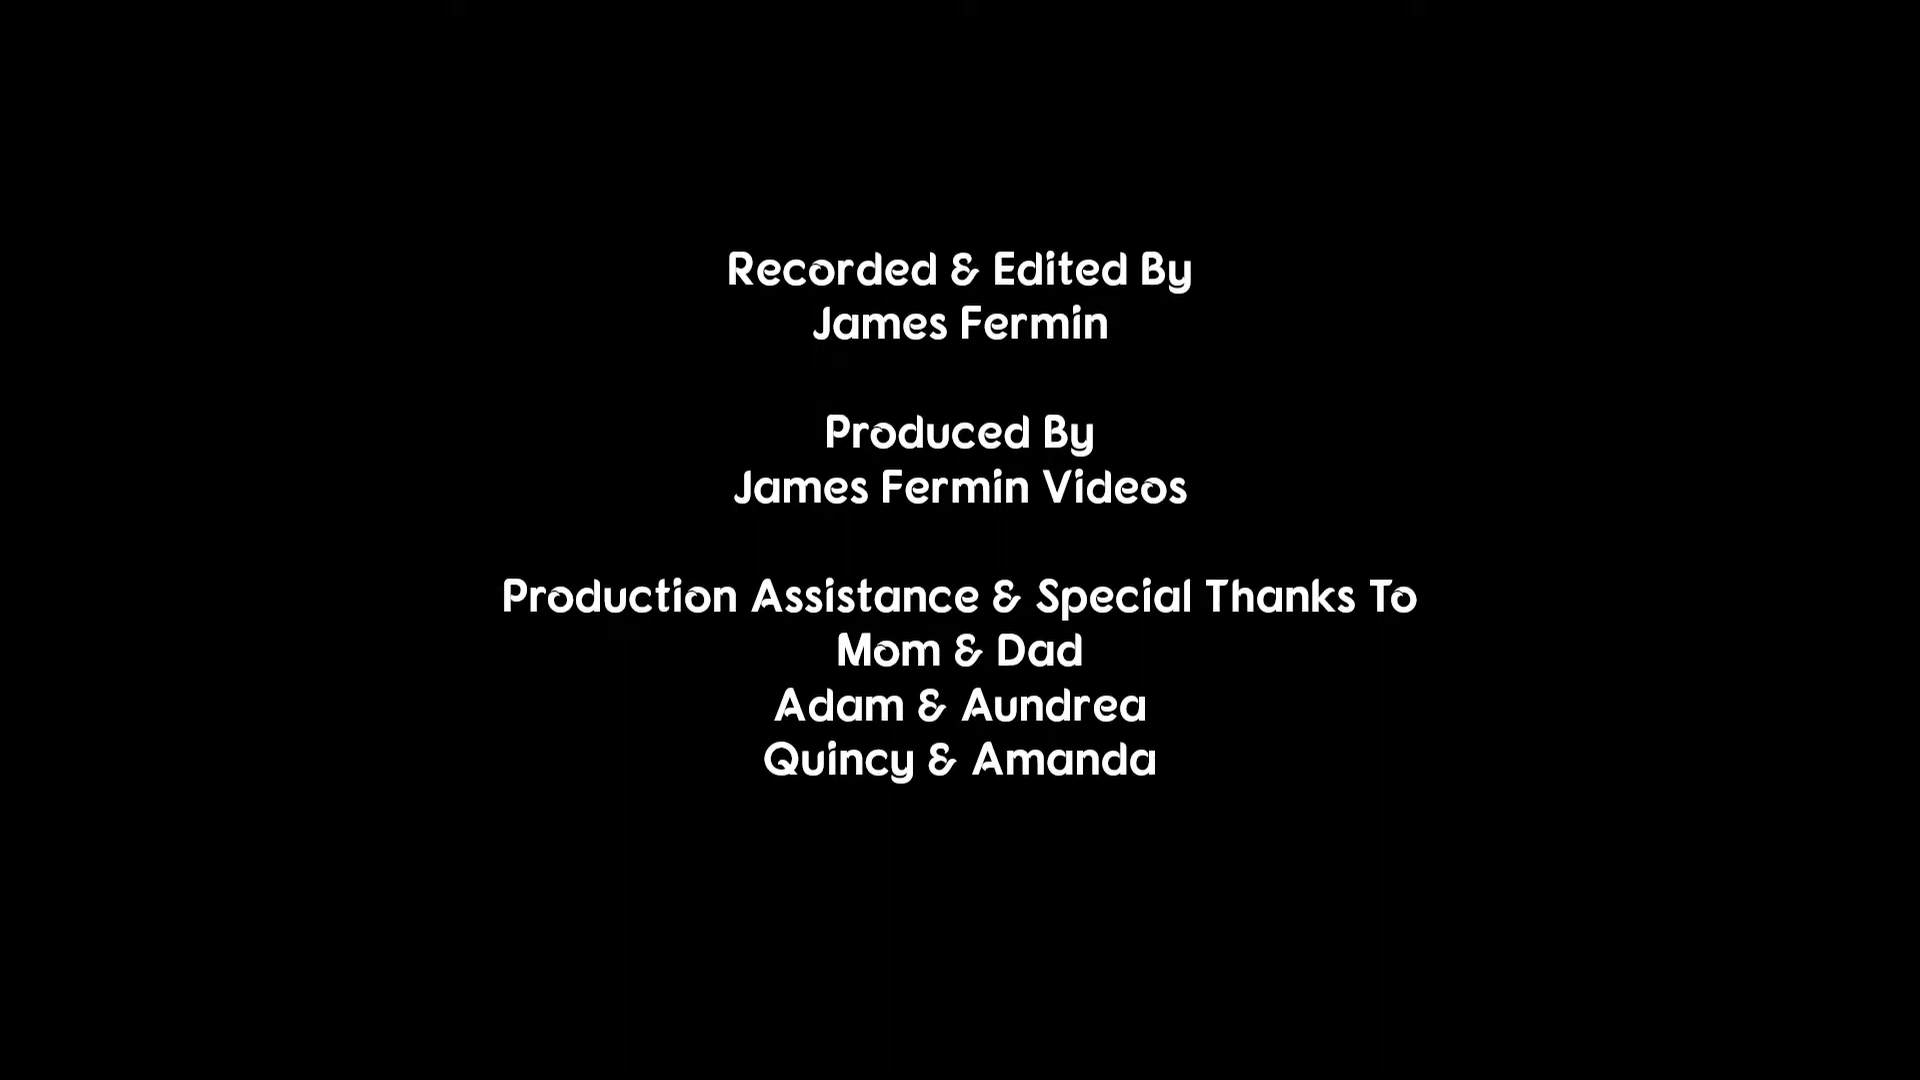 Recorded & Edited By
James Fermin
Produced By
James Fermin Videos
Production Assistance & Special Thanks To
Mom & Dad
Adam & Aundrea
Quincy & Amanda